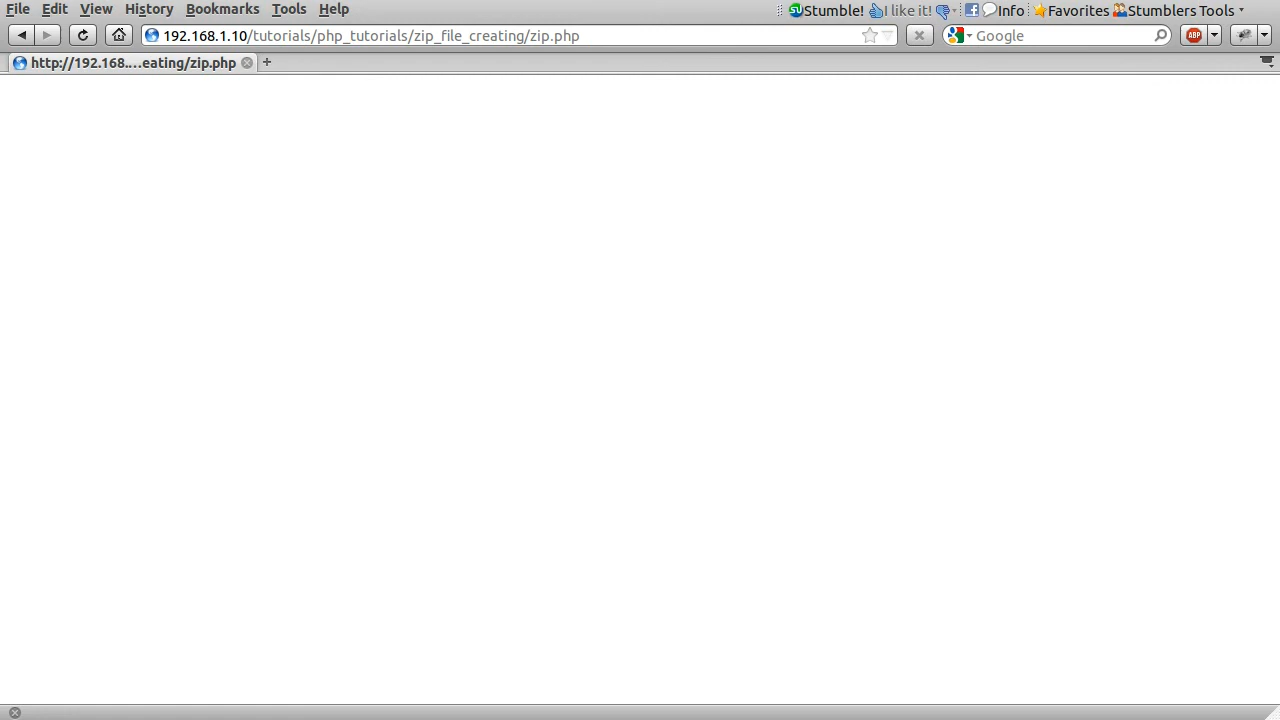 File Edit View History Bookmarks Tools Help Stumble! I like it! Info Favorites Stumblers Tools
192.168.1.10/tutorials/php_tutorials/zip_file_creating/zip.php Google ABP
http://192.168....eating/zip.php